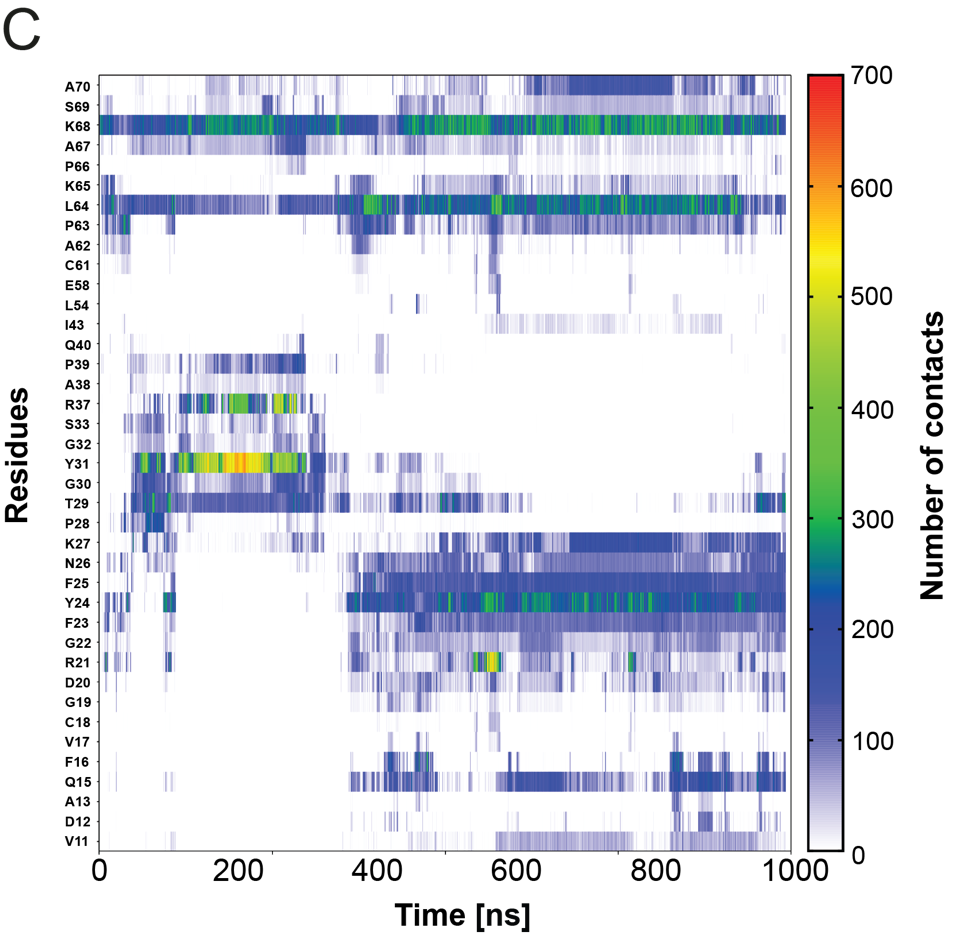 C
A70
S69
K68
A67
P66
K65
L64
P63
A62
C61
E58
L54
I43
Q40
P39
A38
R37
S33
G32
Y31
G30
T29
P28
K27
N26
F25
Y24
F23
G22
R21
D20
G19
C18
V17
F16
Q15
A13
D12
V11
Residues
0 200 400 600 800 1000
Time [ns]
700
600
500
400
300
200
100
0
Number of contacts